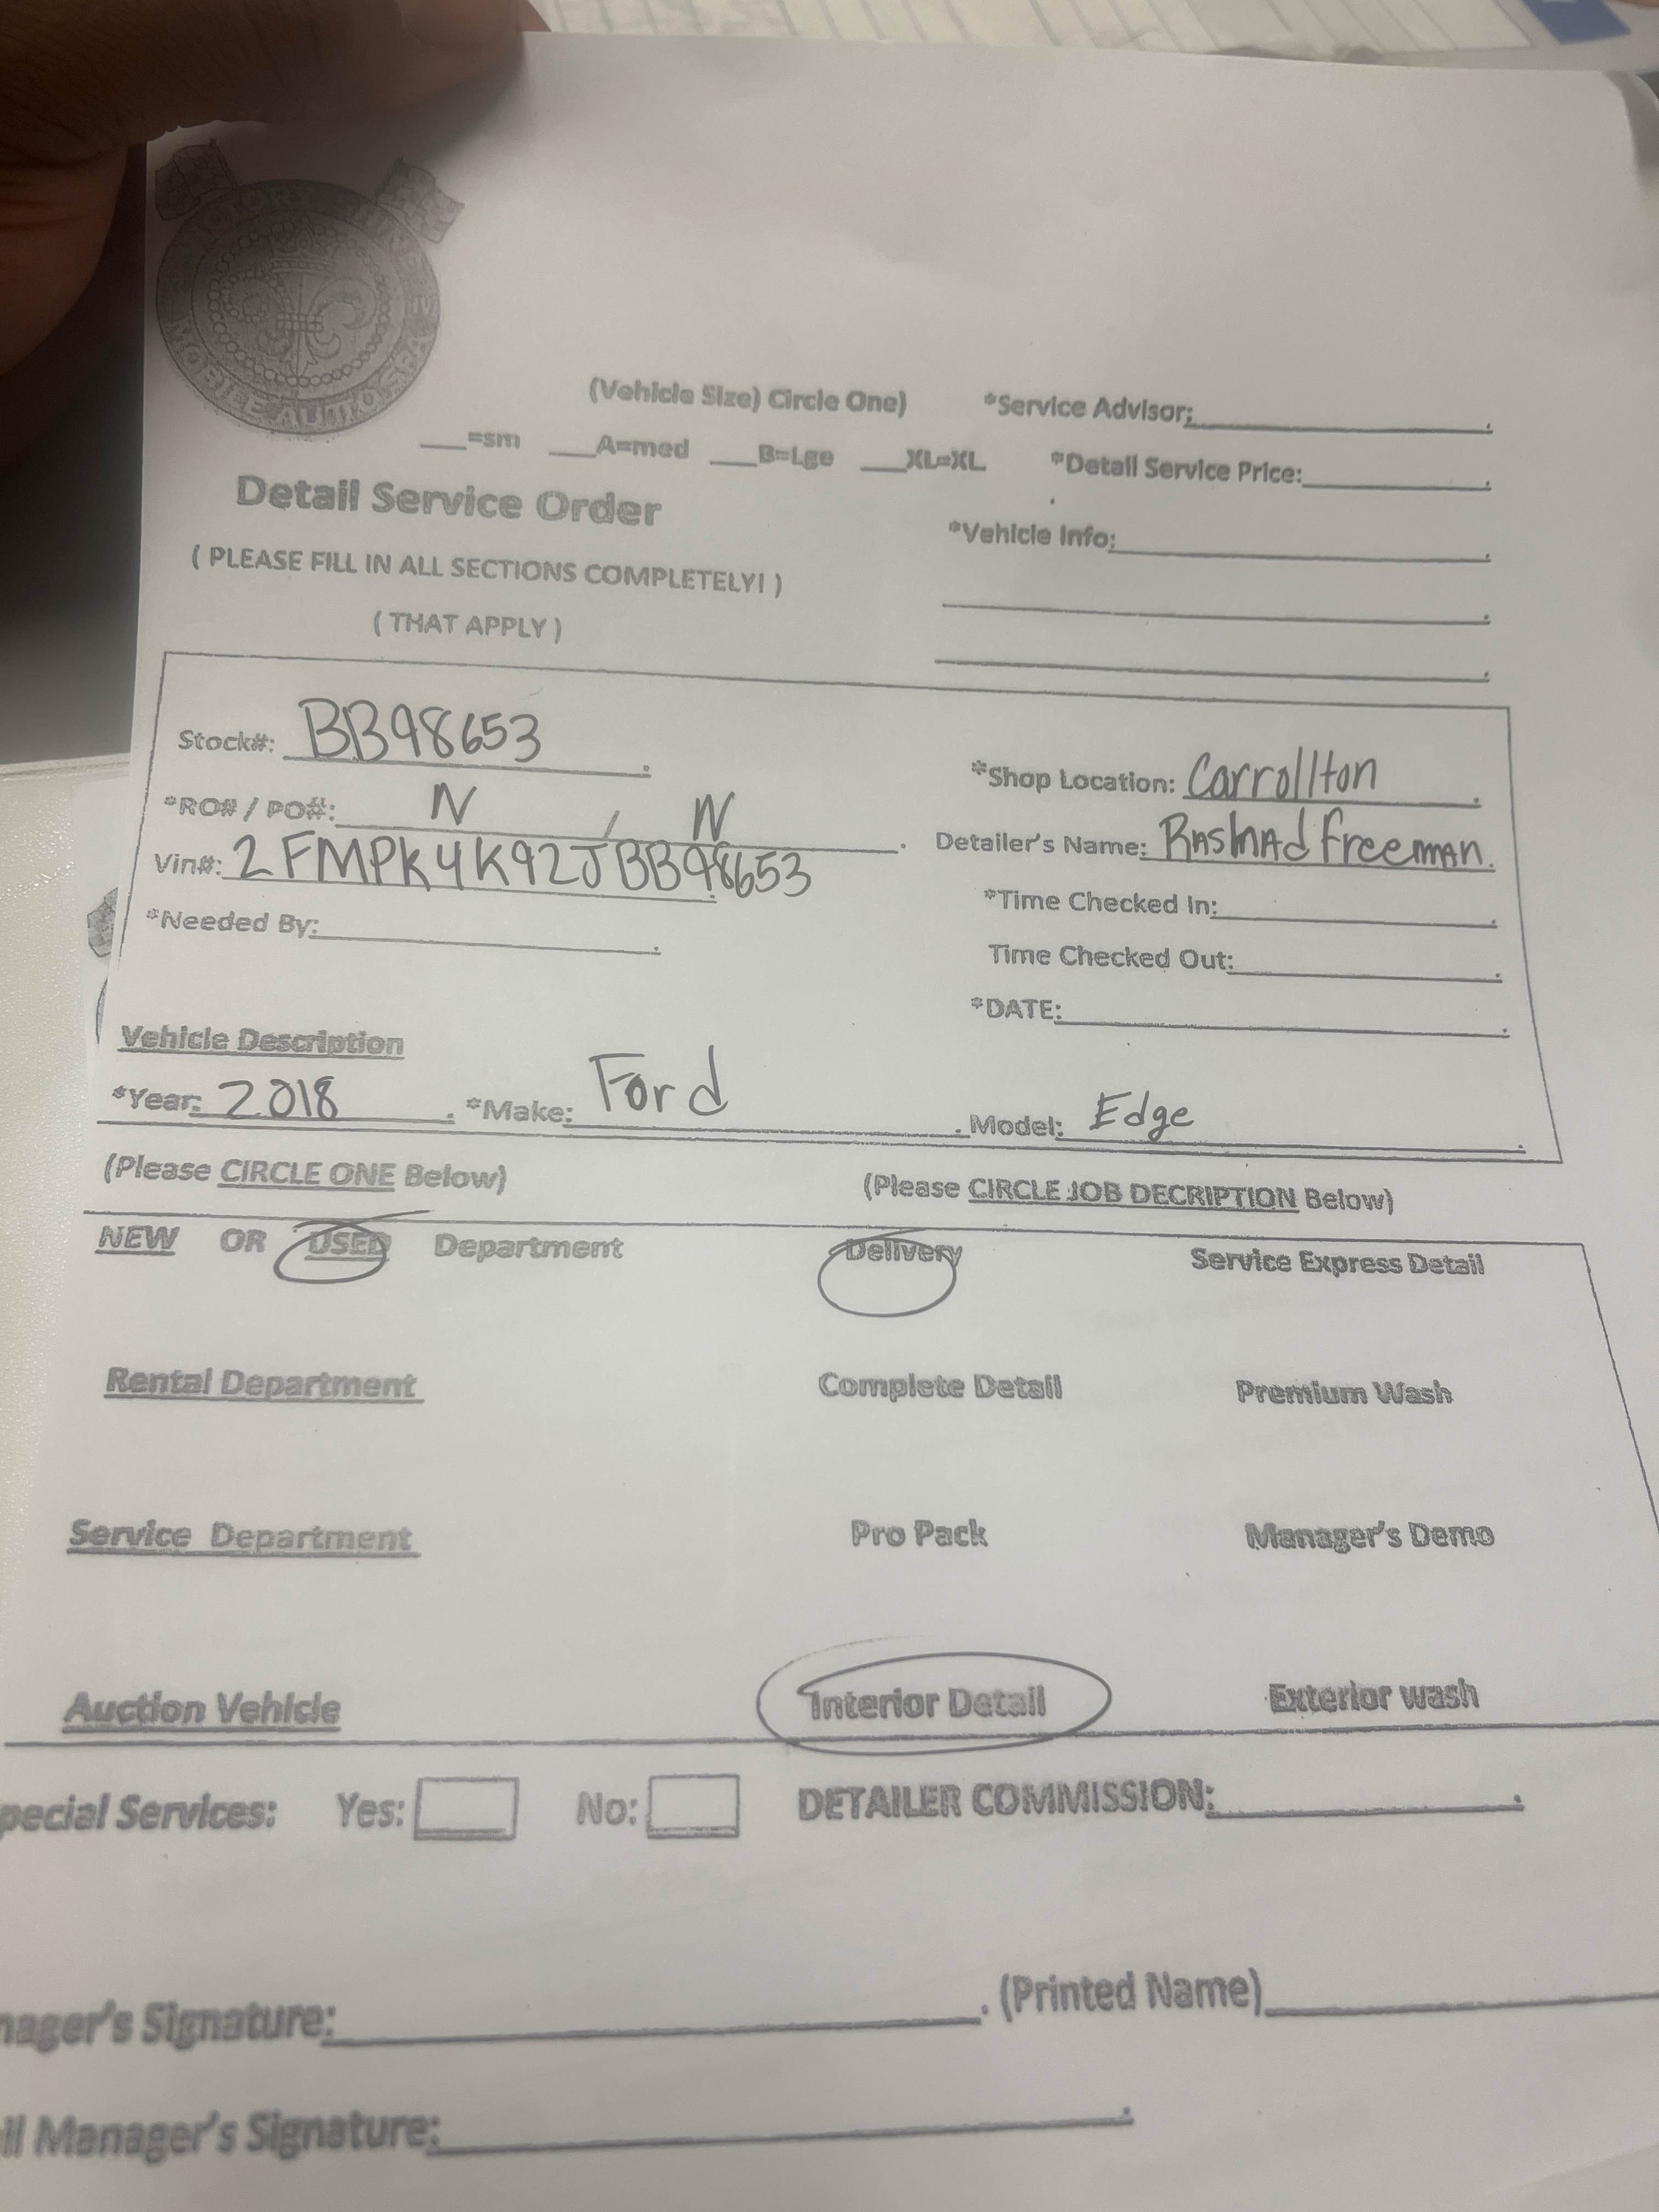 MOBILE AUTO SPA
(Vehicle Size) Circle One) *Service Advisor:
=sm A=med B=Lge XL=XL *Detail Service Price:
Detail Service Order
*Vehicle Info:
( PLEASE FILL IN ALL SECTIONS COMPLETELY! )
( THAT APPLY )
Stock#: BB98653.
*Shop Location: Carrollton.
*RO# / PO#: N / N.
Detailer's Name: RAShAd Freeman.
Vin#: 2FMPK4K92JBB98653
*Time Checked In:
*Needed By:
Time Checked Out:
*DATE:
Vehicle Description
*Year: 2018. *Make: Ford. Model: Edge.
(Please CIRCLE ONE Below) (Please CIRCLE JOB DECRIPTION Below)
NEW OR USED Department Delivery Service Express Detail
Rental Department Complete Detail Premium Wash
Service Department Pro Pack Manager's Demo
Auction Vehicle Interior Detail Exterior wash
pecial Services: Yes: No: DETAILER COMMISSION:
nager's Signature: . (Printed Name)
il Manager's Signature: